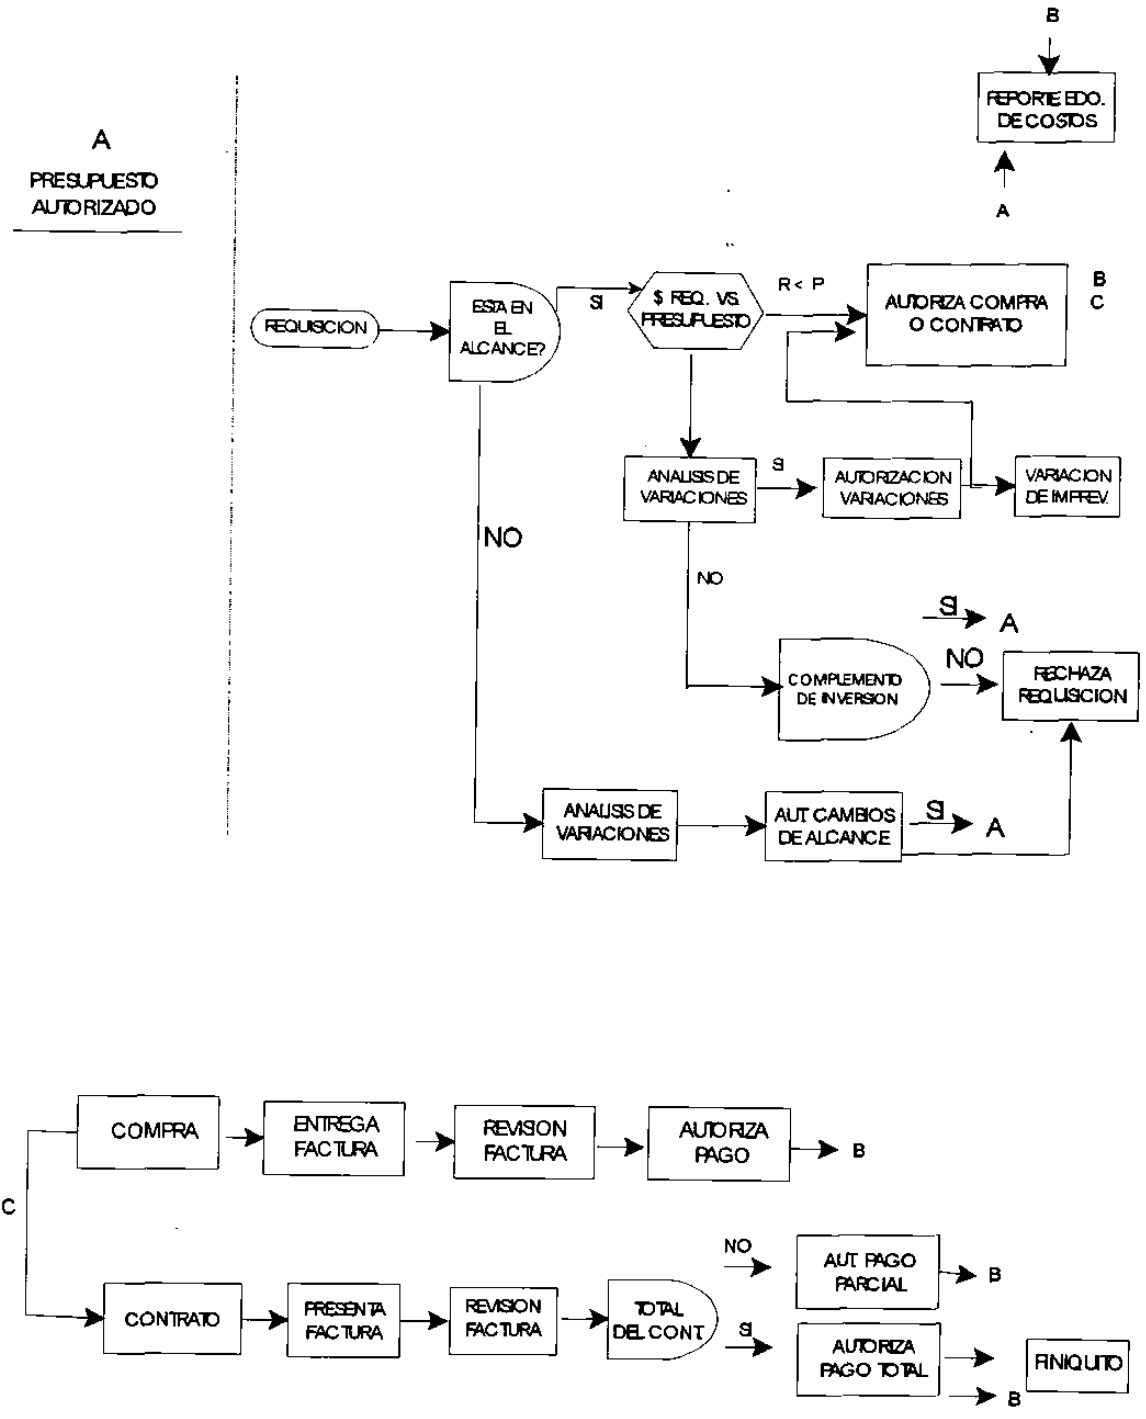 B
REPORTE EDO.
DE COSTOS
A
A
PRESUPUESTO
AUTORIZADO
REQUISICION
ESTA EN
EL
ALCANCE?
SI
$ REQ. VS.
PRESUPUESTO
R < P
AUTORIZA COMPRA
O CONTRATO
B
C
ANALISIS DE
VARIACIONES
SI
AUTORIZACION
VARIACIONES
VARIACION
DE IMPREV.
NO
NO
COMPLEMENTO
DE INVERSION
SI
A
NO
RECHAZA
REQUISICION
ANALISIS DE
VARIACIONES
AUT CAMBIOS
DE ALCANCE
SI
A
COMPRA
ENTREGA
FACTURA
REVISION
FACTURA
AUTORIZA
PAGO
B
C
CONTRATO
PRESENTA
FACTURA
REVISION
FACTURA
TOTAL
DEL CONT.
NO
AUT. PAGO
PARCIAL
B
SI
AUTORIZA
PAGO TOTAL
FINIQUITO
B